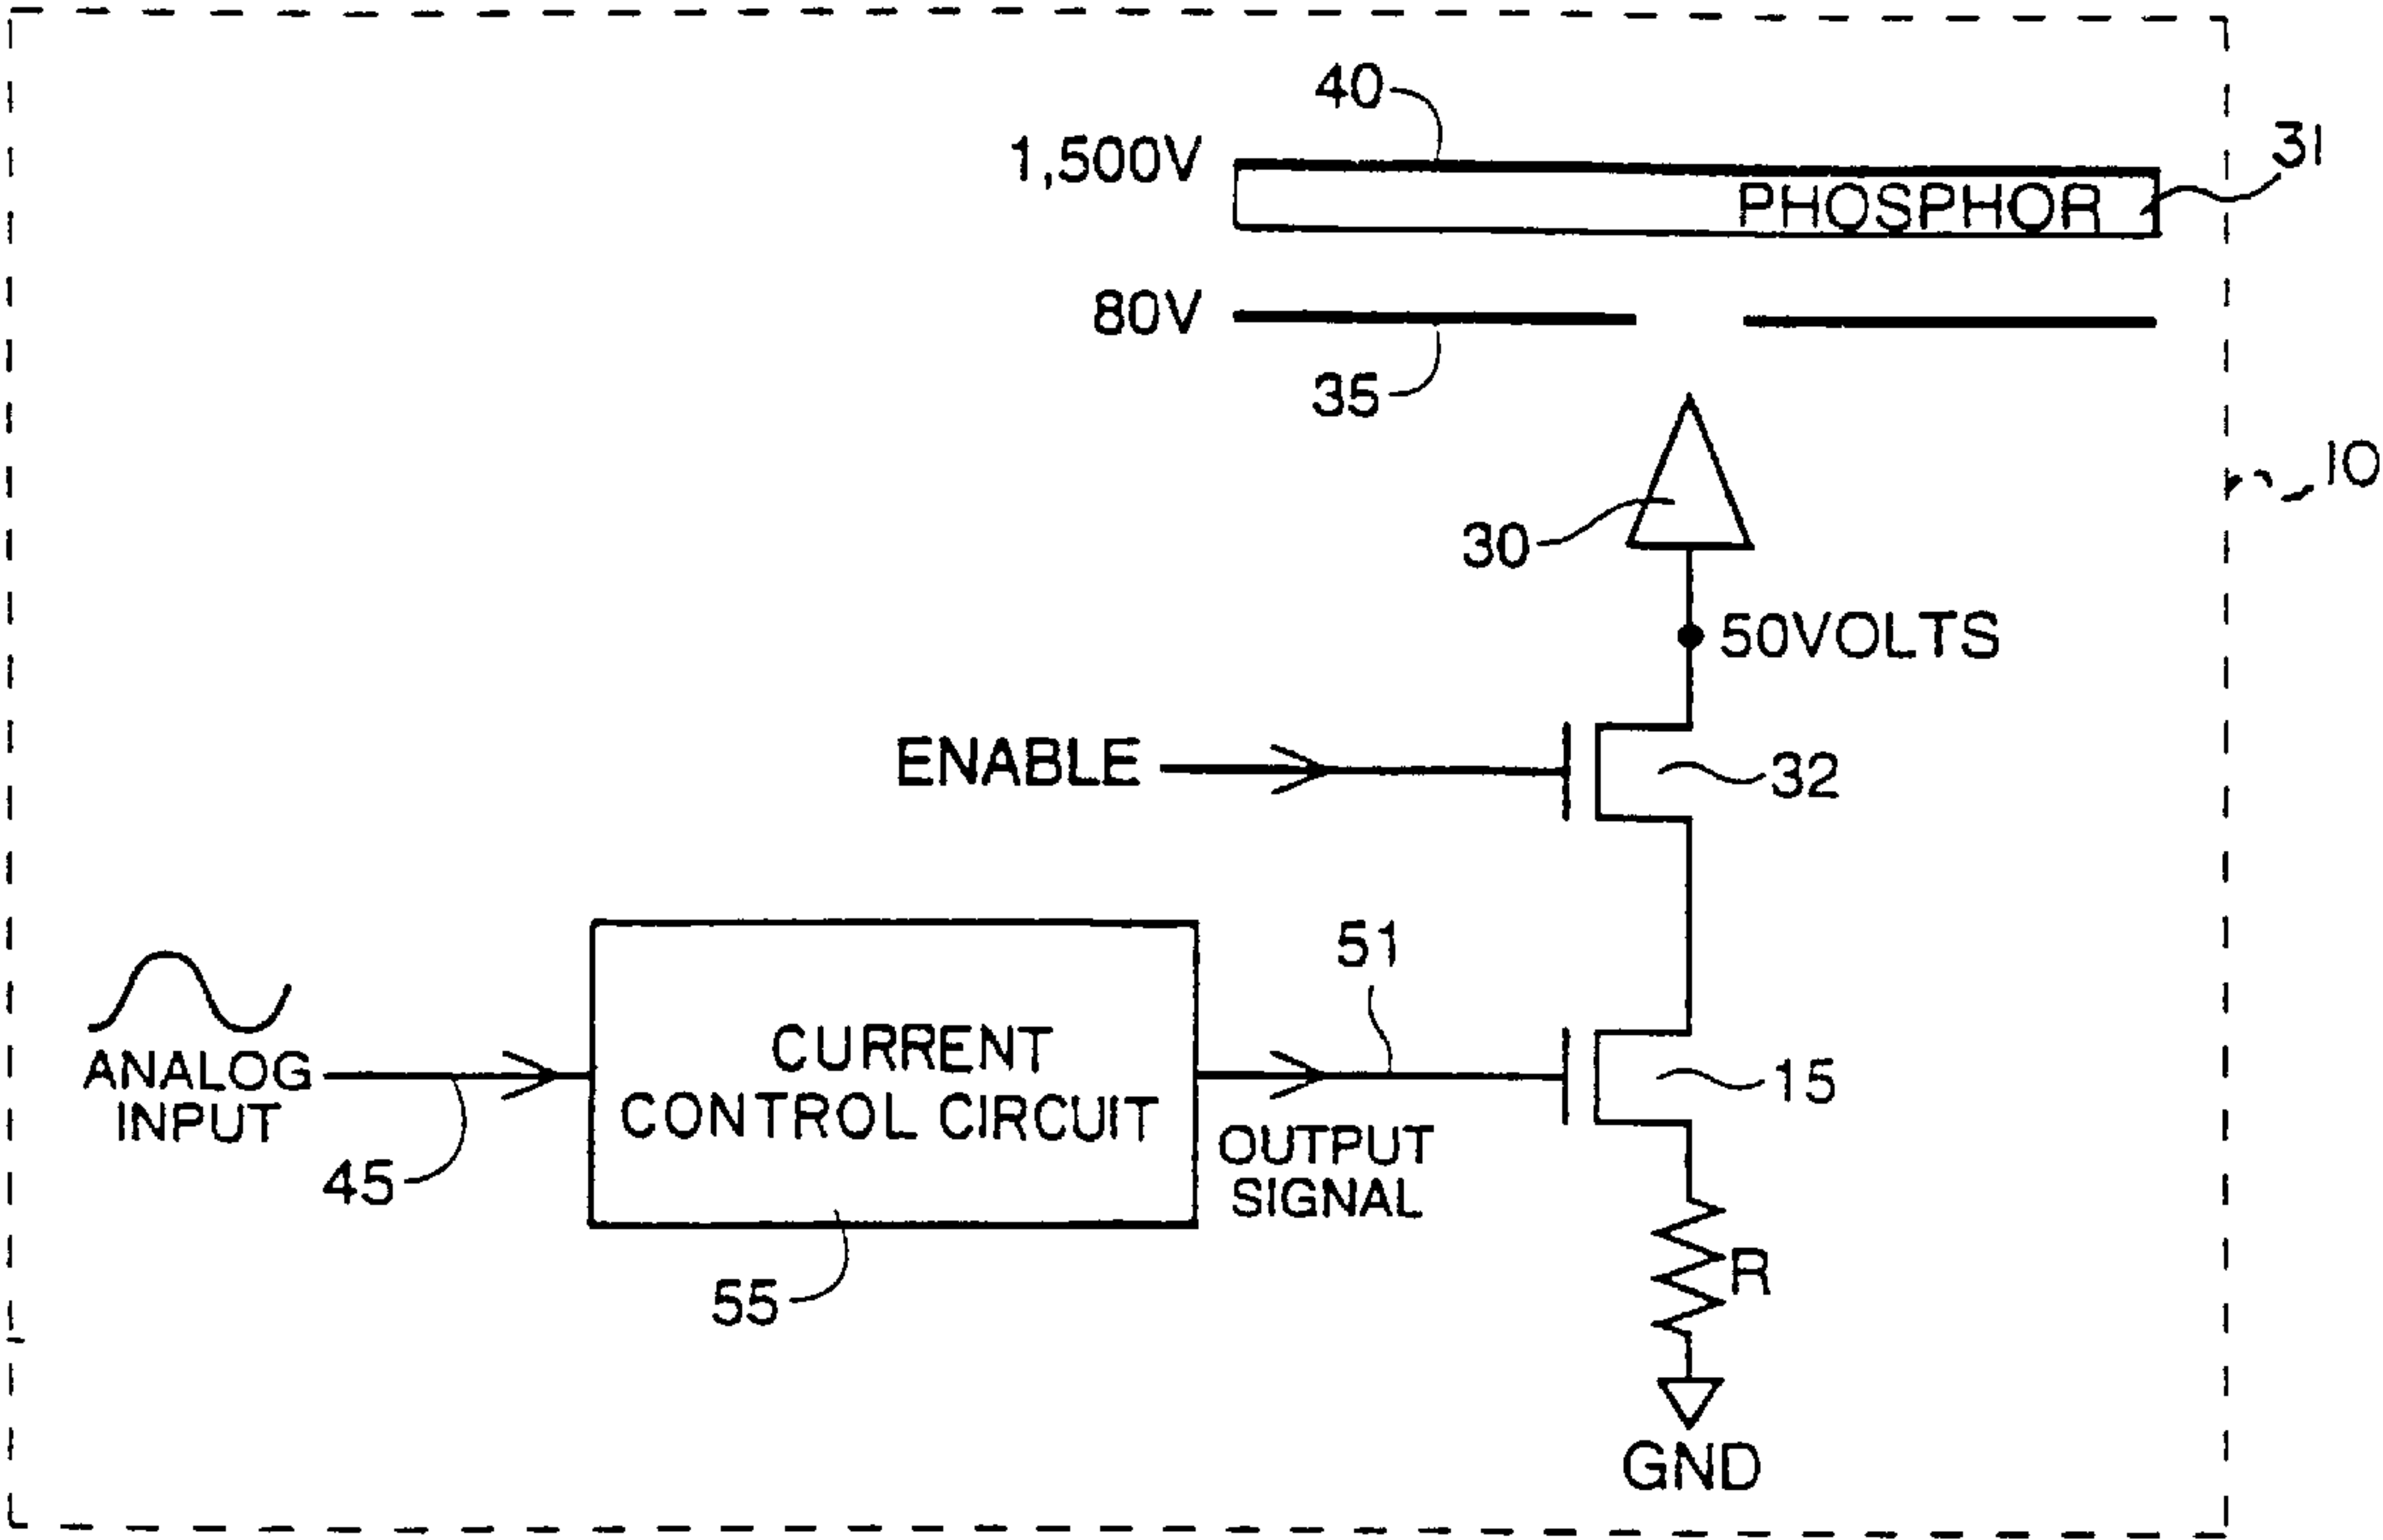 40
1,500V
31
PHOSPHOR
80V
35
10
30
50VOLTS
ENABLE
32
51
ANALOG
INPUT
45
CURRENT
CONTROL CIRCUIT
15
OUTPUT
SIGNAL
55
R
GND